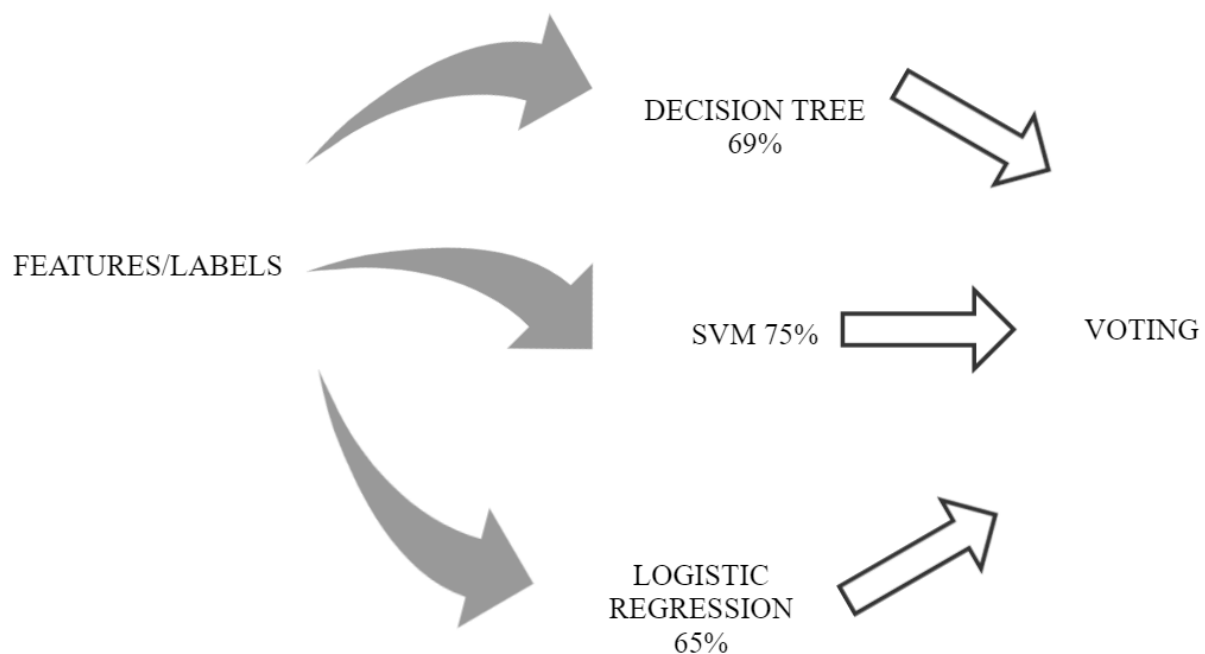 FEATURES/LABELS
DECISION TREE
69%
SVM 75%
LOGISTIC
REGRESSION
65%
VOTING